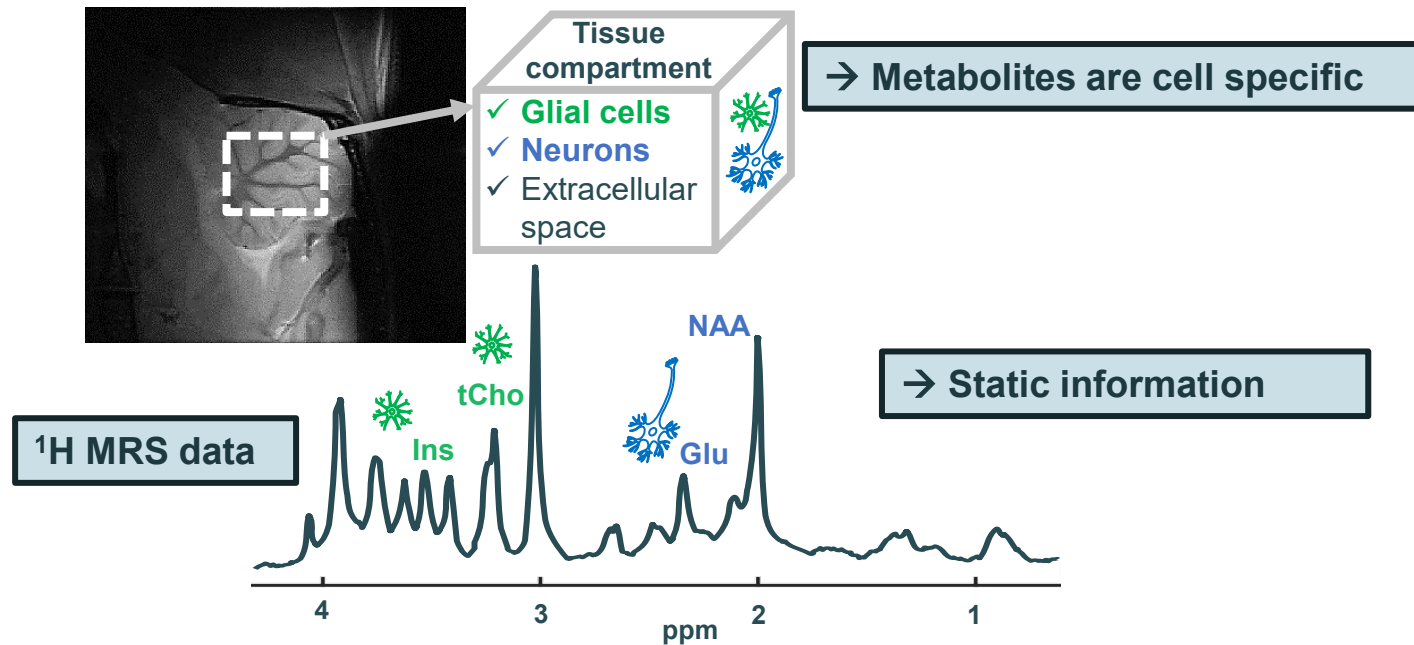 Tissue
compartment
✓ Glial cells
✓ Neurons
✓ Extracellular
space
→ Metabolites are cell specific
NAA
→ Static information
tCho
¹H MRS data
Ins
Glu
4 3 2 1
ppm